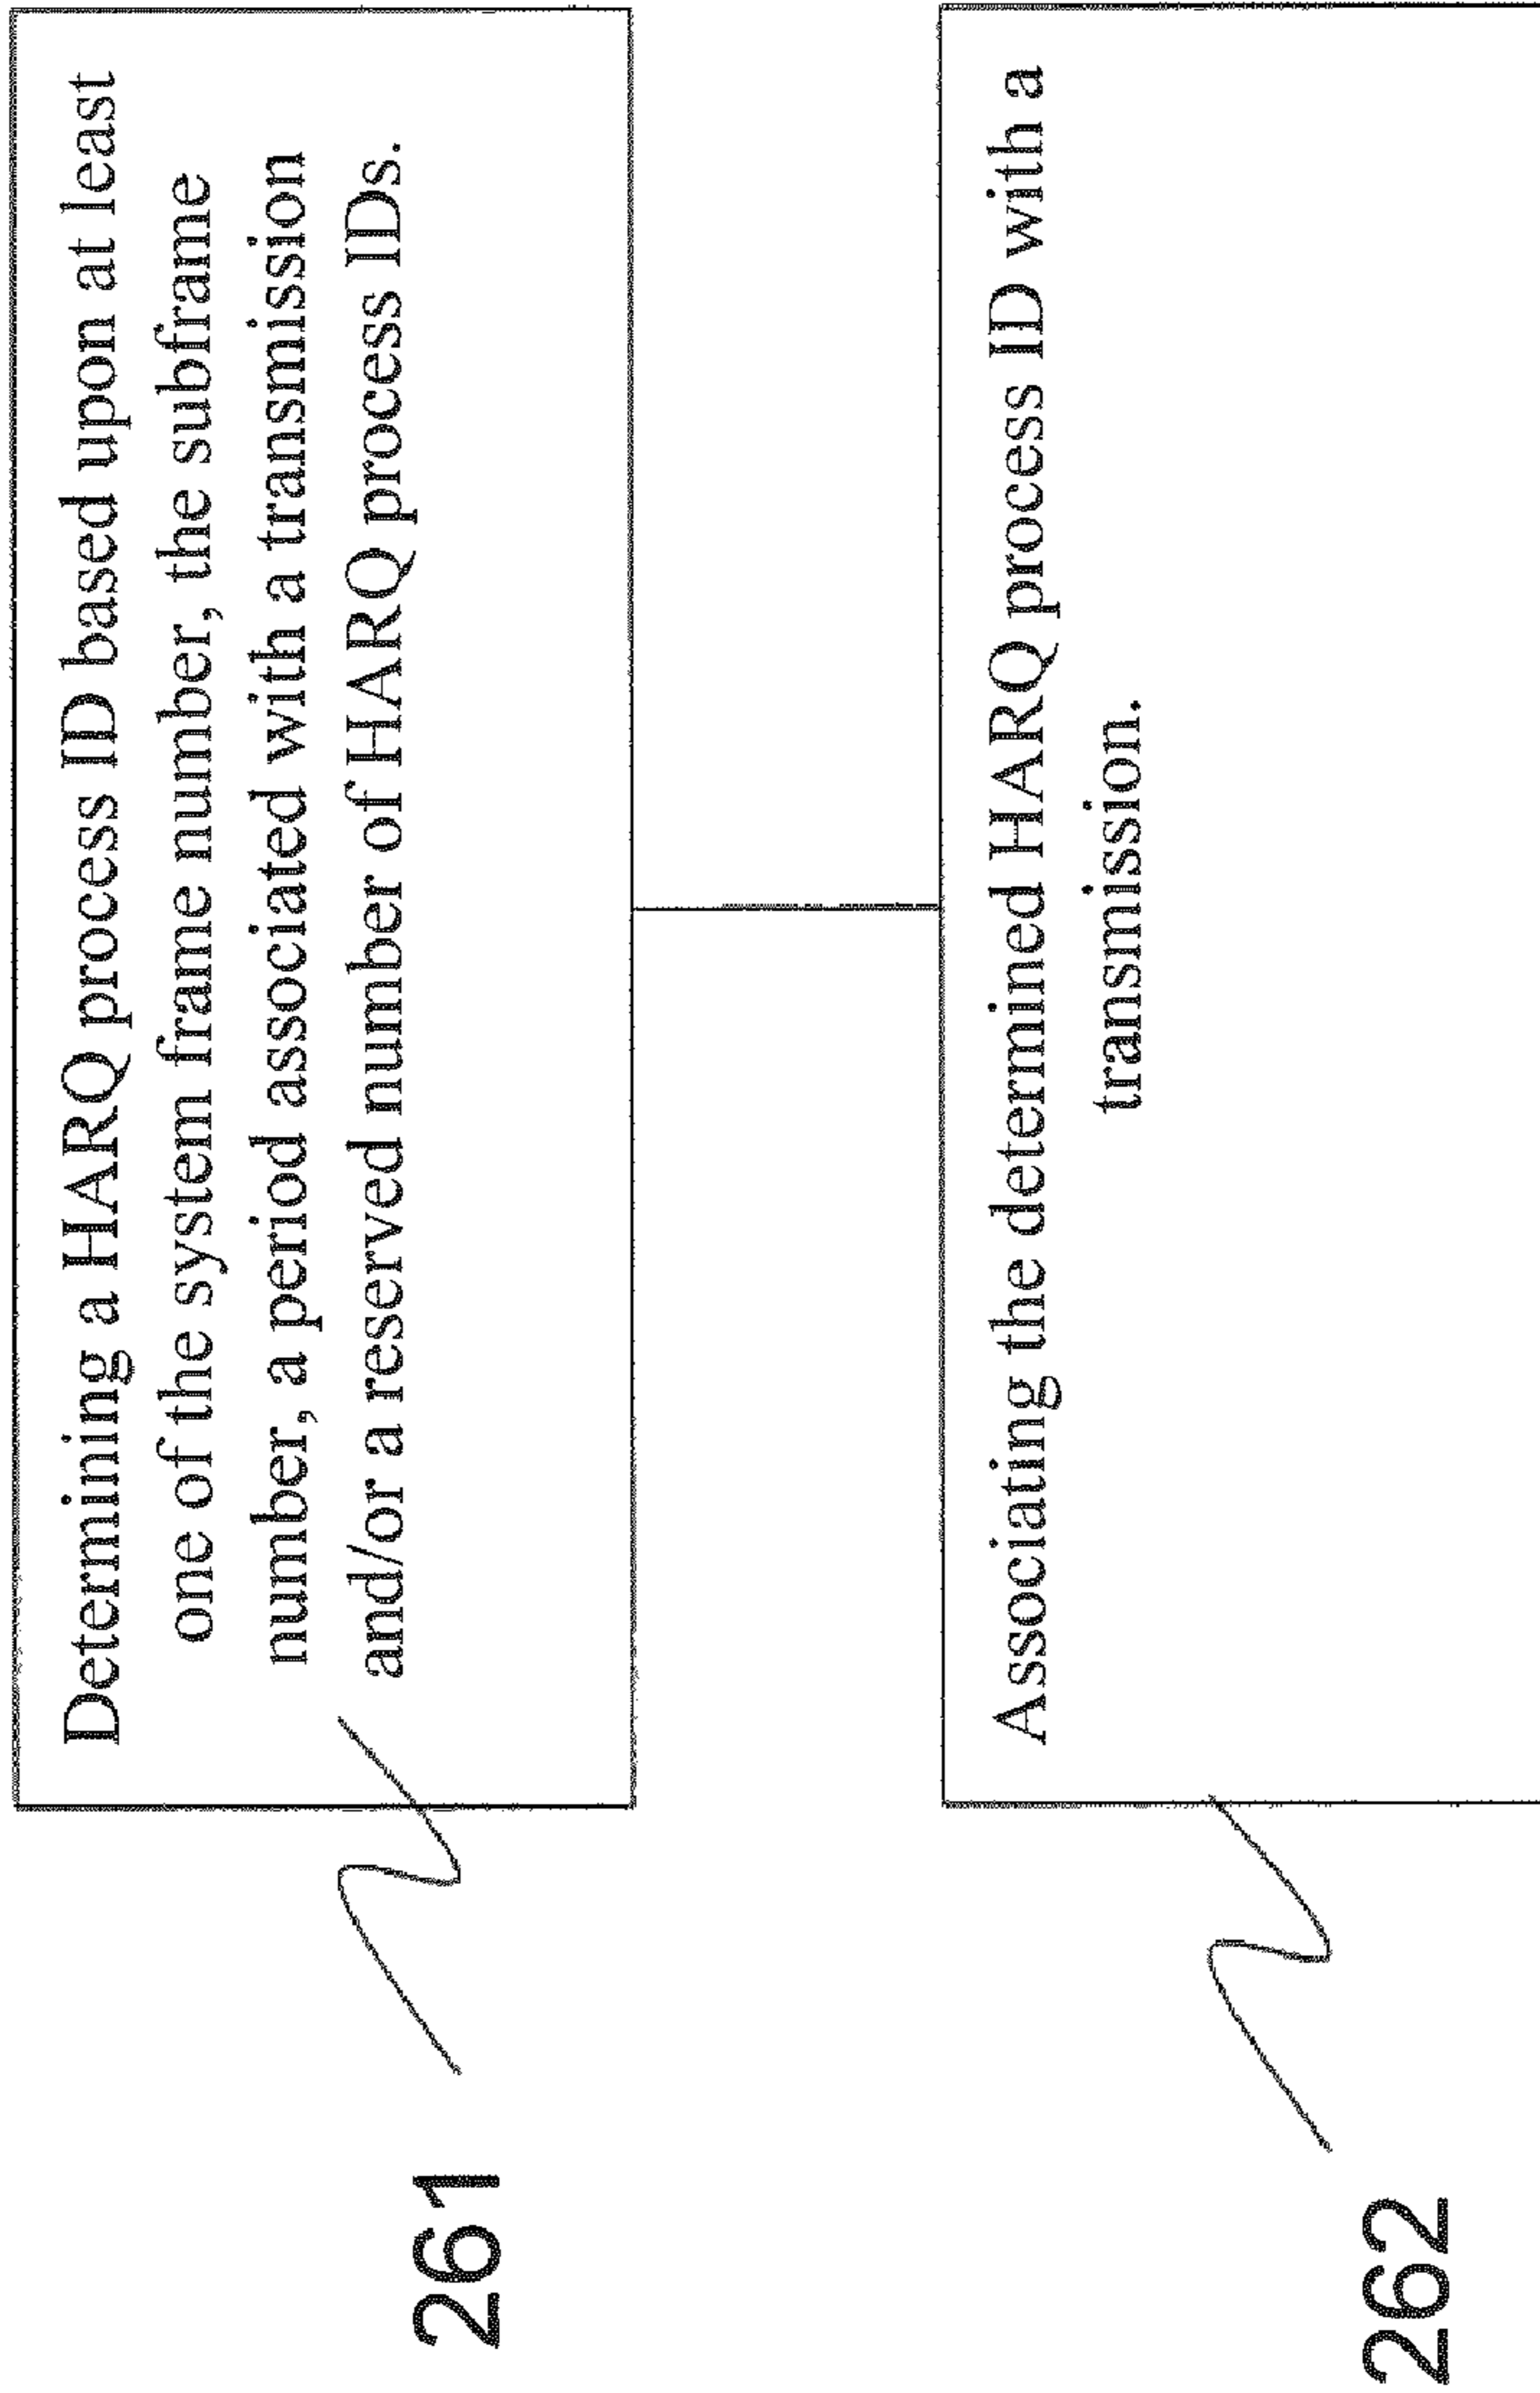 Determining a HARQ process ID based upon at least
one of the system frame number, the subframe
number, a period associated with a transmission
and/or a reserved number of HARQ process IDs.
261
Associating the determined HARQ process ID with a
transmission.
262